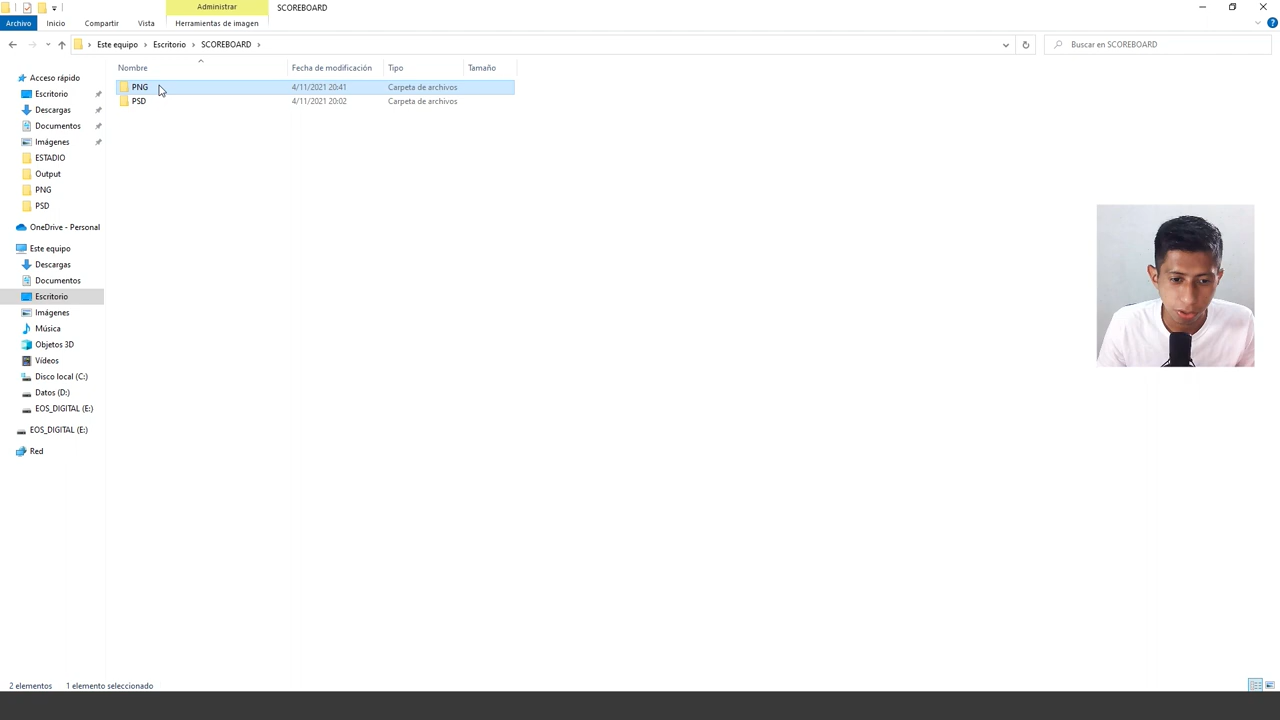 Administrar
SCOREBOARD
Archivo
Inicio
Compartir
Vista
Herramientas de imagen
Este equipo
Escritorio
SCOREBOARD
Buscar en SCOREBOARD
Nombre
Fecha de modificación
Tipo
Tamaño
PNG
4/11/2021 20:41
Carpeta de archivos
PSD
4/11/2021 20:02
Carpeta de archivos
Acceso rápido
Escritorio
Descargas
Documentos
Imágenes
ESTADIO
Output
PNG
PSD
OneDrive - Personal
Este equipo
Descargas
Documentos
Escritorio
Imágenes
Música
Objetos 3D
Vídeos
Disco local (C:)
Datos (D:)
EOS_DIGITAL (E:)
EOS_DIGITAL (E:)
Red
2 elementos
1 elemento seleccionado